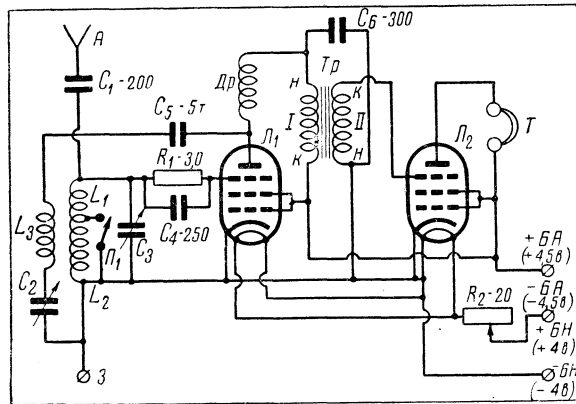 А
C₁-200
C₆-300
Др
Н
Тр
К
C₅-5т
Л₁
I
II
Л₂
Т
R₁-3,0
К
Н
L₁
L₃
C₃
П₁
C₄-250
C₂
L₂
+БА
(+4,5в)
R₂-20
-БА
(-4,5в)
+БН
(+4в)
З
-БН
(-4в)